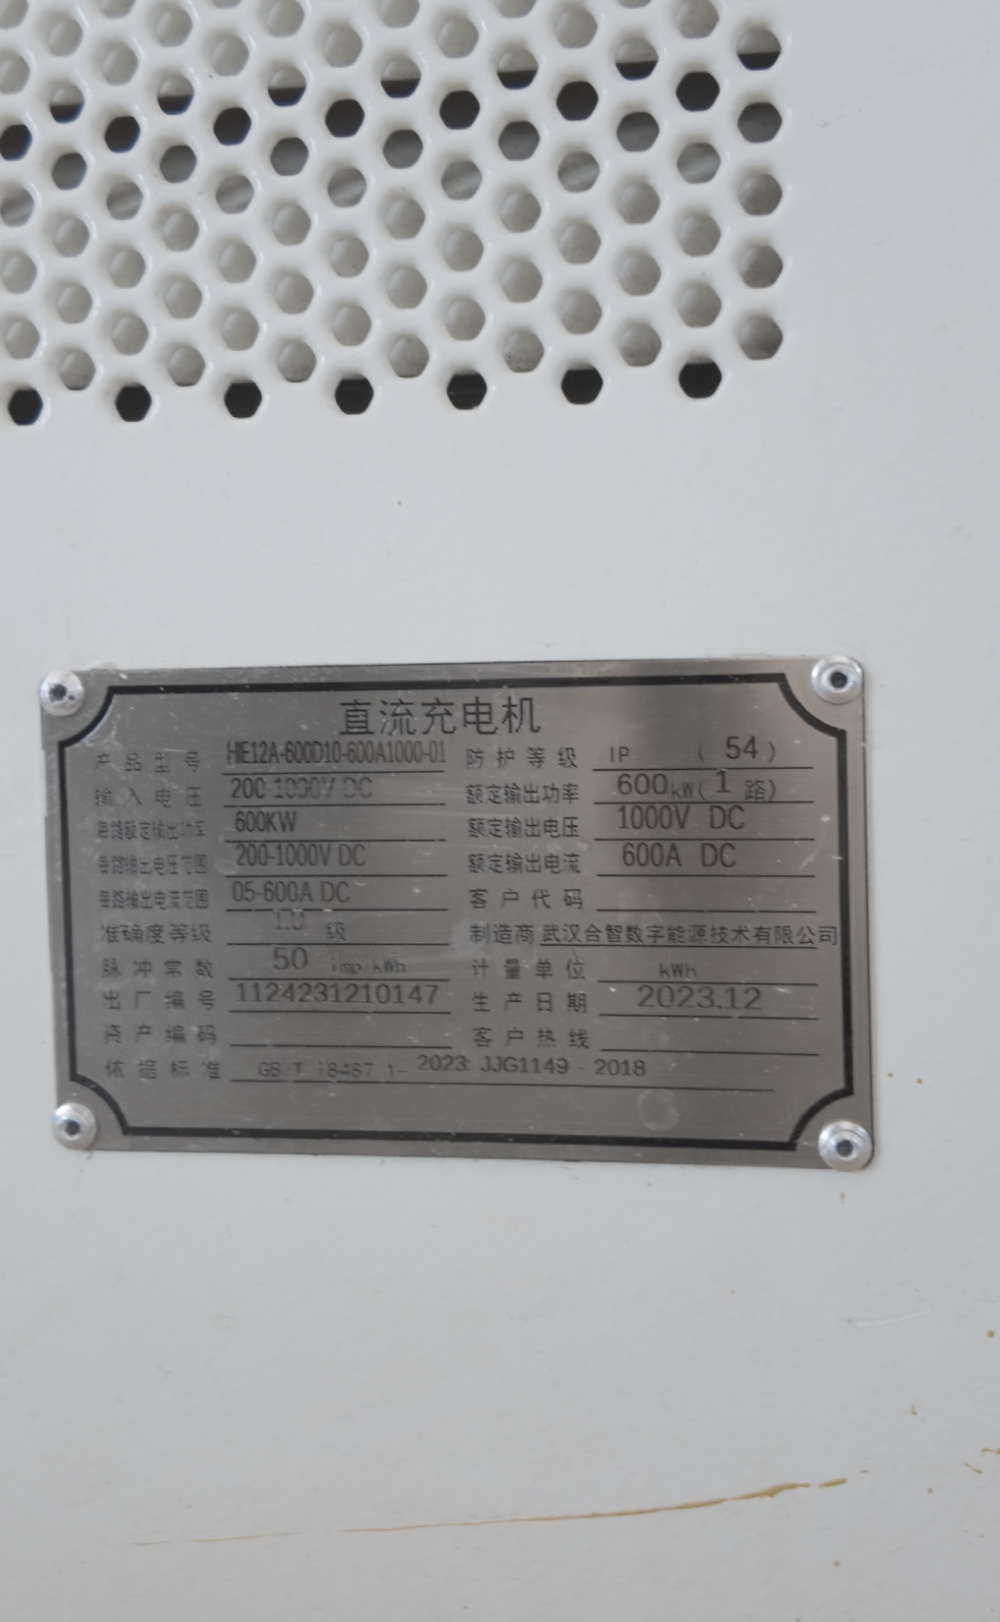 直流充电机
产品型号 HIE12A-600D10-600A1000-01 防护等级 IP (54)
输入电压 200-1000V DC 额定输出功率 600kW(1路)
每路额定输出功率 600KW 额定输出电压 1000V DC
每路输出电压范围 200-1000V DC 额定输出电流 600A DC
每路输出电流范围 05-600A DC 客户代码
准确度等级 1.0 级 制造商 武汉合智数字能源技术有限公司
脉冲常数 50 imp/kWh 计量单位 kWh
出厂编号 1124231210147 生产日期 2023.12
资产编码 客户热线
依据标准 GB/T 18487.1-2023 JJG1149-2018